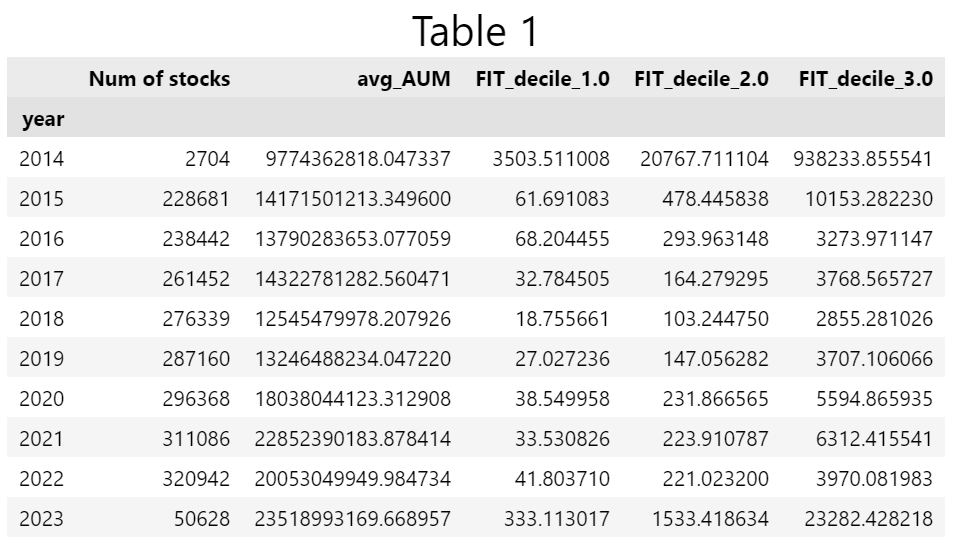 Table 1
Num of stocks avg_AUM FIT_decile_1.0 FIT_decile_2.0 FIT_decile_3.0
year
2014 2704 9774362818.047337 3503.511008 20767.711104 938233.855541
2015 228681 14171501213.349600 61.691083 478.445838 10153.282230
2016 238442 13790283653.077059 68.204455 293.963148 3273.971147
2017 261452 14322781282.560471 32.784505 164.279295 3768.565727
2018 276339 12545479978.207926 18.755661 103.244750 2855.281026
2019 287160 13246488234.047220 27.027236 147.056282 3707.106066
2020 296368 18038044123.312908 38.549958 231.866565 5594.865935
2021 311086 22852390183.878414 33.530826 223.910787 6312.415541
2022 320942 20053049949.984734 41.803710 221.023200 3970.081983
2023 50628 23518993169.668957 333.113017 1533.418634 23282.428218